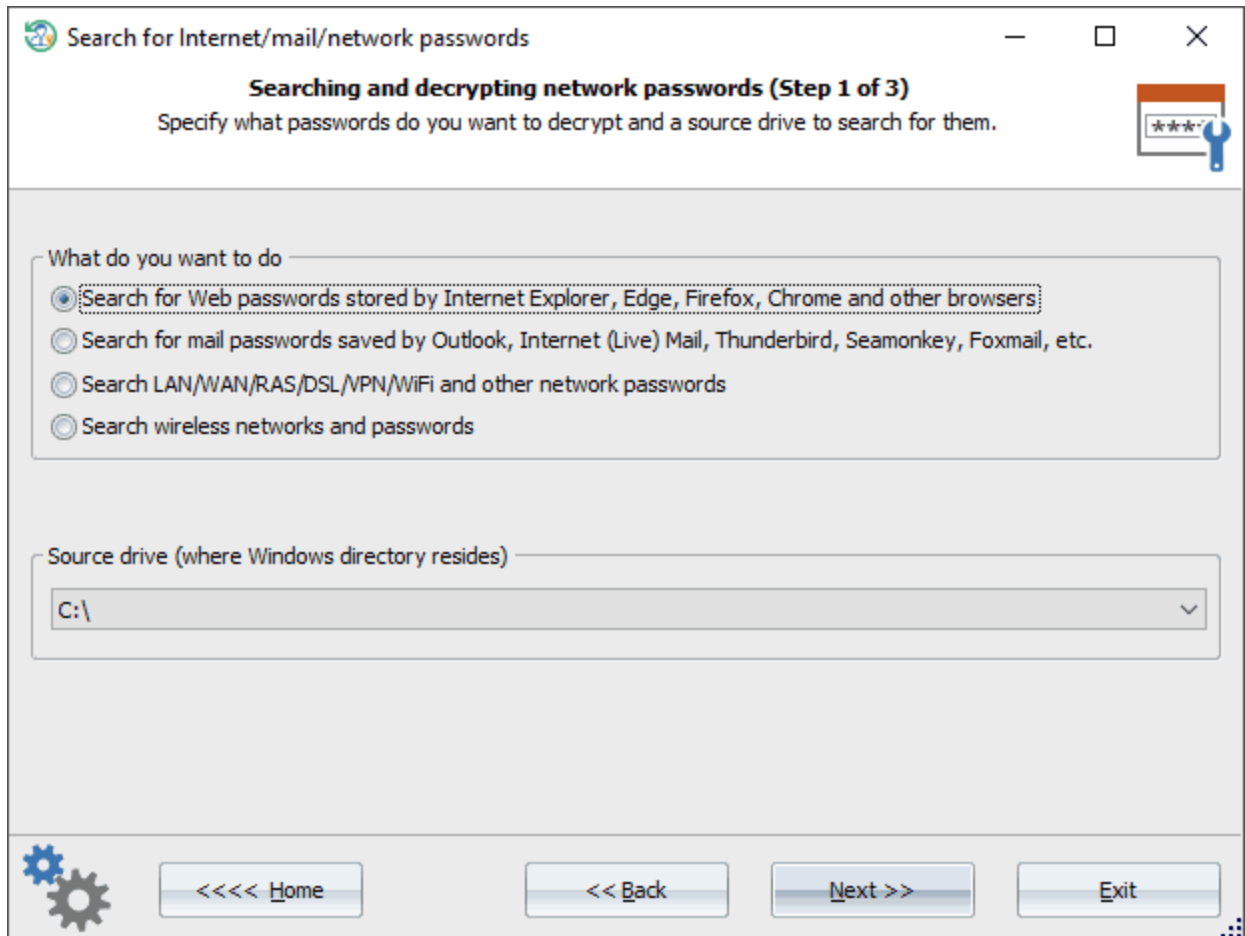 Search for Internet/mail/network passwords
Searching and decrypting network passwords (Step 1 of 3)
Specify what passwords do you want to decrypt and a source drive to search for them.
****
What do you want to do
Search for Web passwords stored by Internet Explorer, Edge, Firefox, Chrome and other browsers
Search for mail passwords saved by Outlook, Internet (Live) Mail, Thunderbird, Seamonkey, Foxmail, etc.
Search LAN/WAN/RAS/DSL/VPN/WiFi and other network passwords
Search wireless networks and passwords
Source drive (where Windows directory resides)
C:\
<<<< Home
<< Back
Next >>
Exit